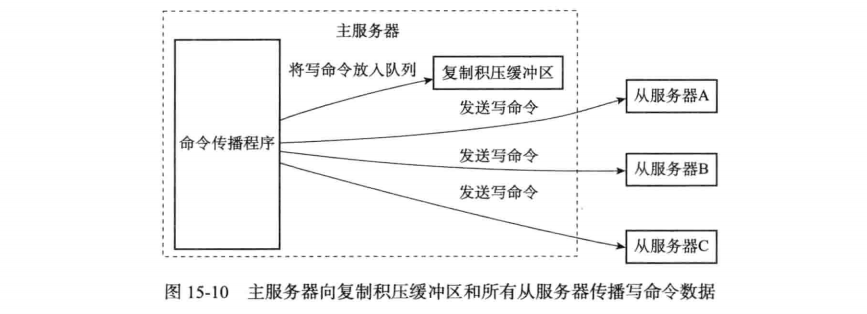 主服务器
将写命令放入队列
复制积压缓冲区
发送写命令
从服务器A
命令传播程序
发送写命令
从服务器B
发送写命令
从服务器C
图 15-10 主服务器向复制积压缓冲区和所有从服务器传播写命令数据